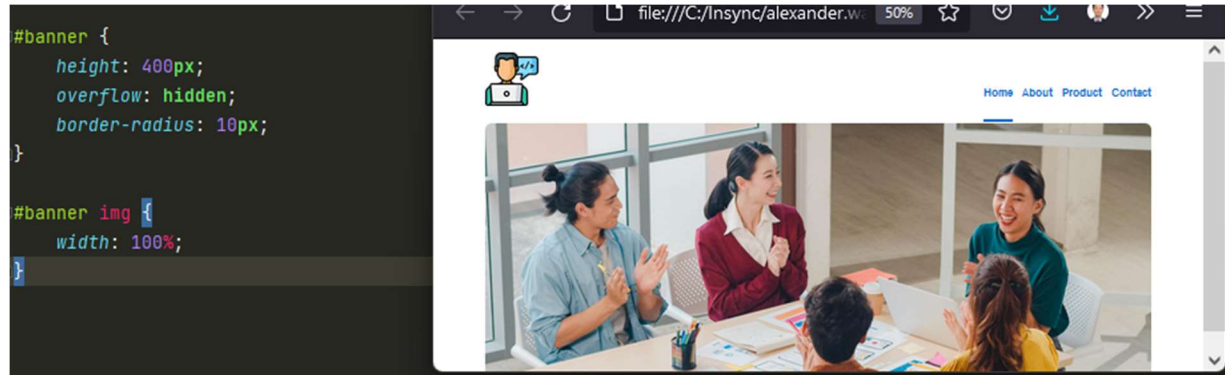 #banner {
height: 400px;
overflow: hidden;
border-radius: 10px;
}
#banner img {
width: 100%;
}
file:///C:/Insync/alexander.wa 50%
Home About Product Contact